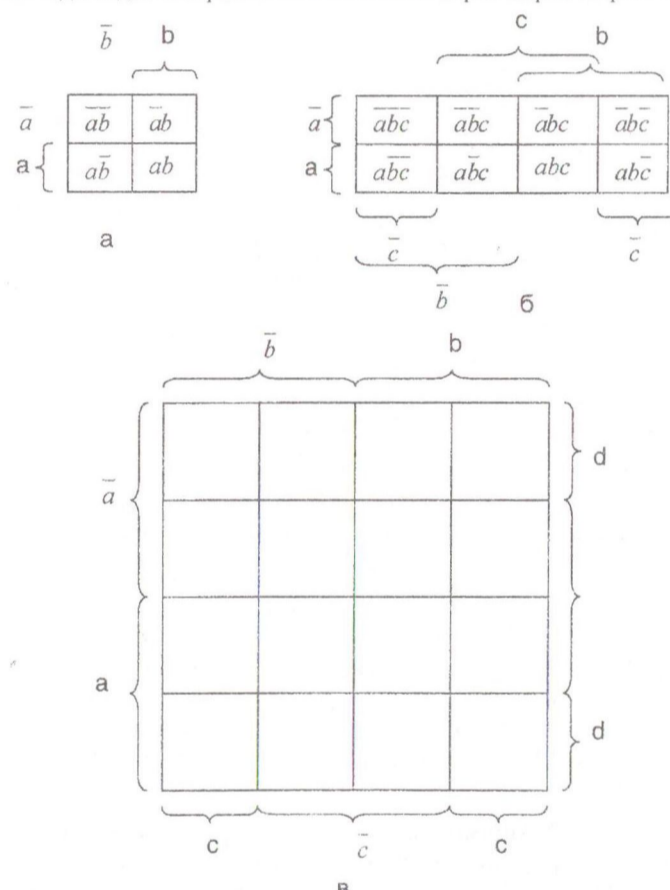 b̄ b
c
b
ā āb̄ āb
a ab̄ ab
ā āb̄c̄ āb̄c ābc ābc̄
a ab̄c̄ ab̄c abc abc̄
а
c̄ c̄
b̄ б
b̄ b
d
ā
a
d
c c̄ c
в